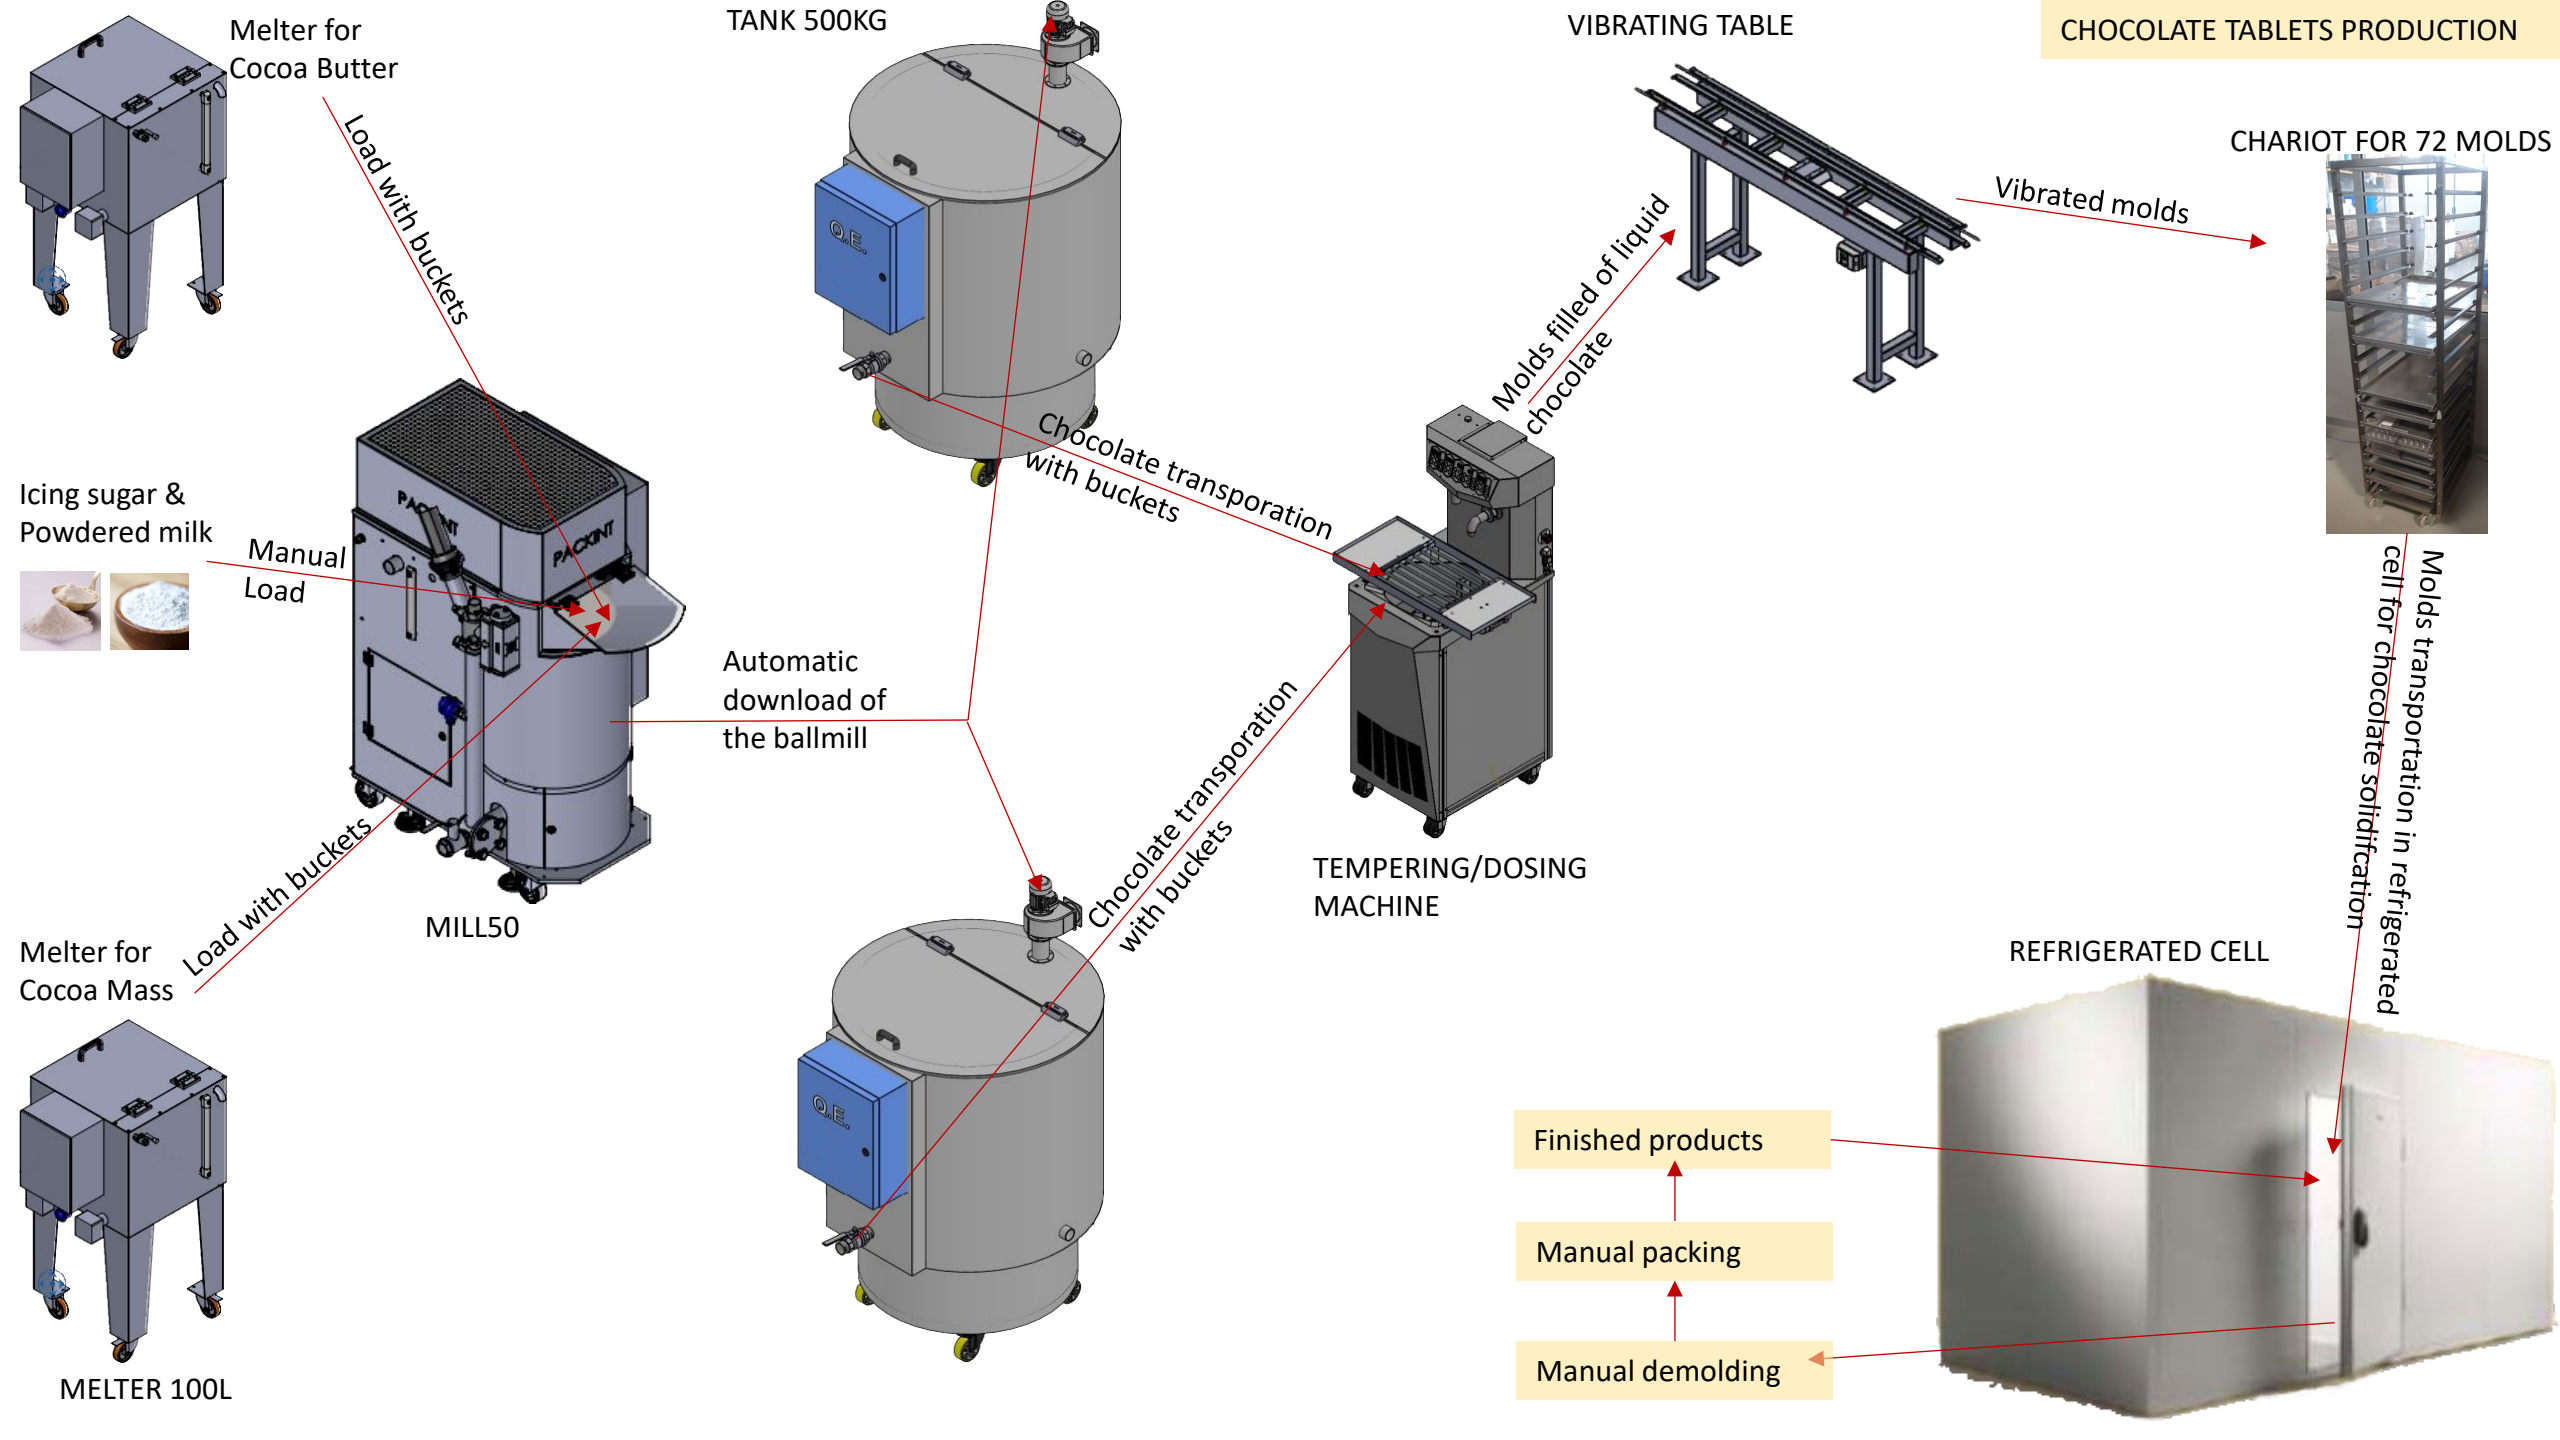 CHOCOLATE TABLETS PRODUCTION
Melter for
Cocoa Butter
Load with buckets
Icing sugar &
Powdered milk
Manual
Load
Melter for
Cocoa Mass
Load with buckets
MELTER 100L
PACKINT
PACKINT
MILL50
Automatic
download of
the ballmill
TANK 500KG
Q.E.
Q.E.
Chocolate transporation
with buckets
Chocolate transporation
with buckets
TEMPERING/DOSING
MACHINE
Molds filled of liquid
chocolate
VIBRATING TABLE
Vibrated molds
CHARIOT FOR 72 MOLDS
Molds transportation in refrigerated
cell for chocolate solidifcation
REFRIGERATED CELL
Finished products
Manual packing
Manual demolding